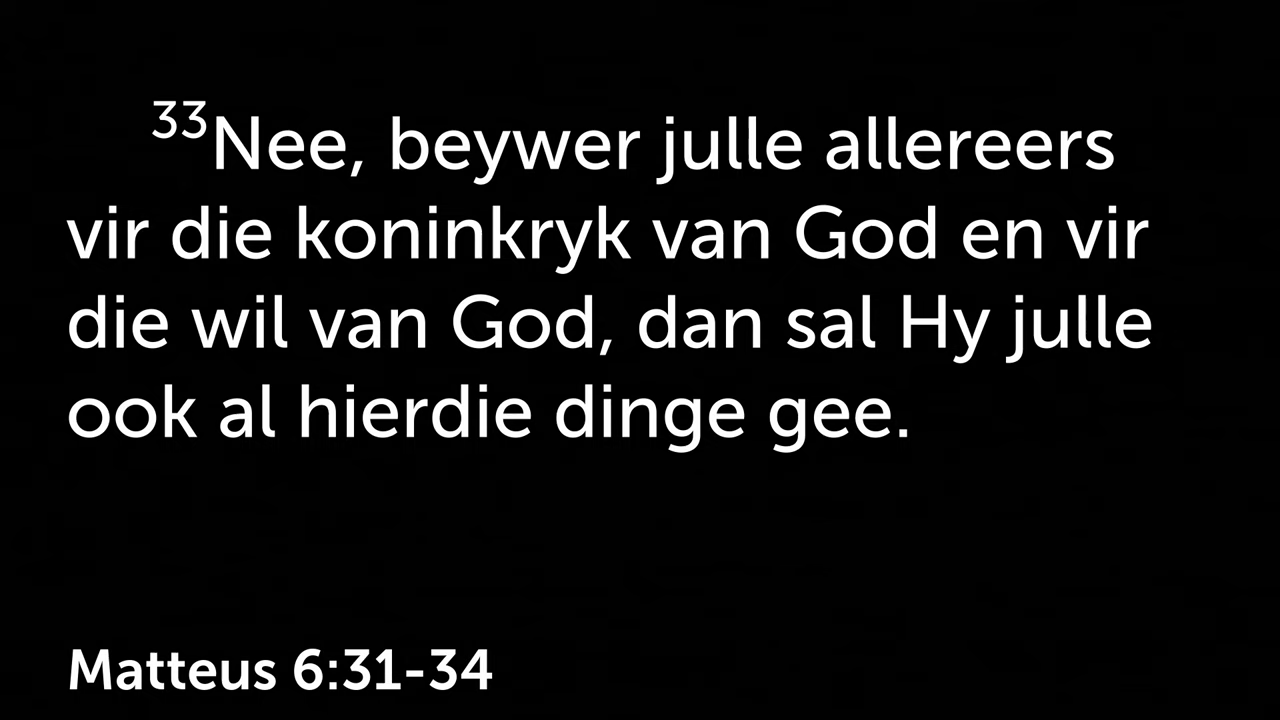 33Nee, beywer julle allereers
vir die koninkryk van God en vir
die wil van God, dan sal Hy julle
ook al hierdie dinge gee.
Matteus 6:31-34